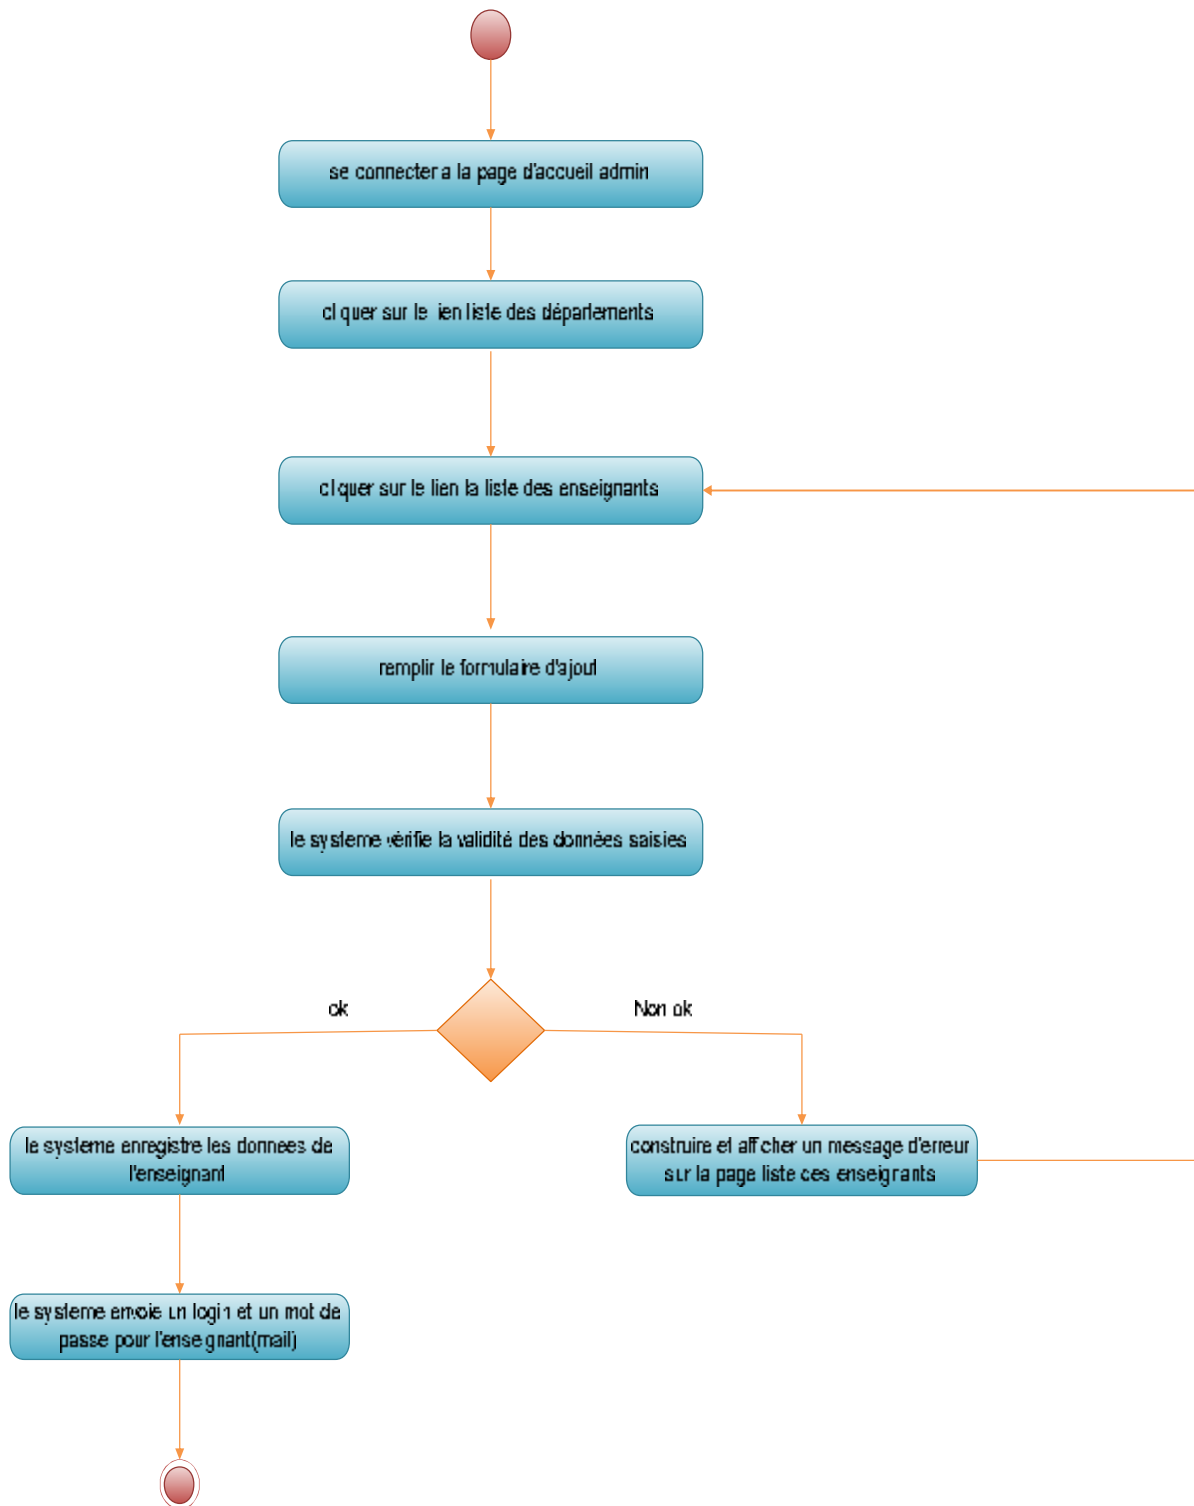 se connecter a la page d'accueil admin
cliquer sur le lien liste des départements
cliquer sur le lien la liste des enseignants
remplir le formulaire d'ajout
le systeme vérifie la validité des données saisies
ok
Non ok
le systeme enregistre les donnees de
l'enseignant
construire et afficher un message d'erreur
sur la page liste des enseignants
le systeme envoie un login et un mot de
passe pour l'enseignant(mail)